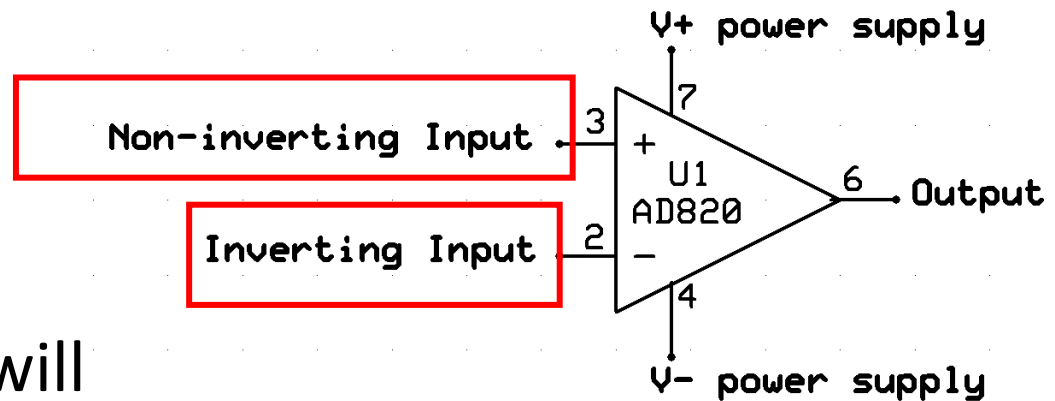 V+ power supply
7
Non-inverting Input
3
+
U1
AD820
6
Output
Inverting Input
2
-
4
will
V- power supply